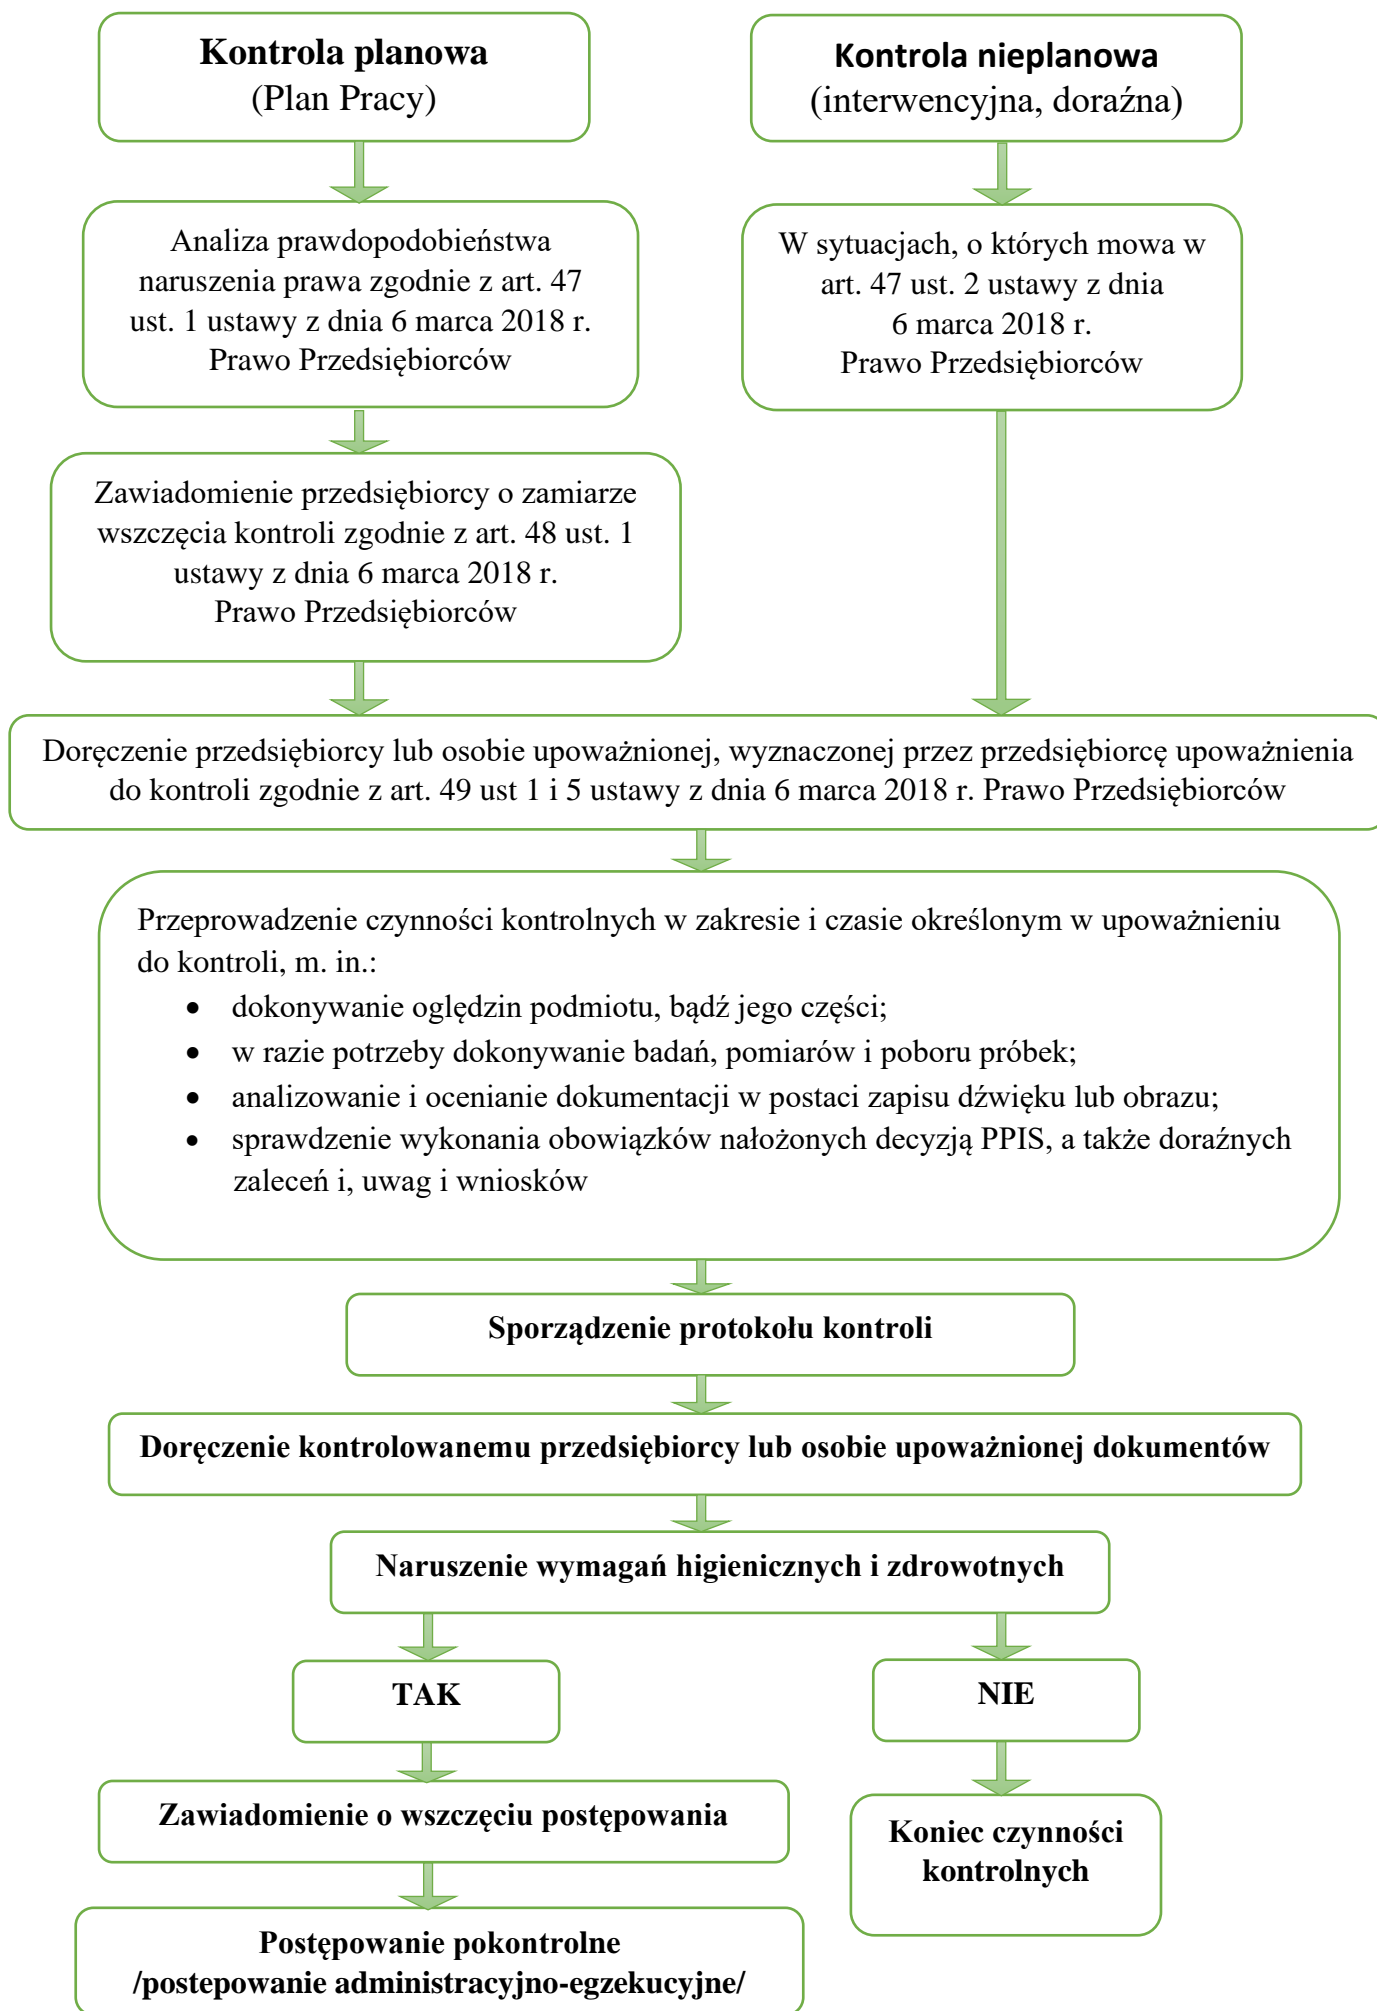 Kontrola planowa
(Plan Pracy)
Kontrola nieplanowa
(interwencyjna, doraźna)
Analiza prawdopodobieństwa
naruszenia prawa zgodnie z art. 47
ust. 1 ustawy z dnia 6 marca 2018 r.
Prawo Przedsiębiorców
W sytuacjach, o których mowa w
art. 47 ust. 2 ustawy z dnia
6 marca 2018 r.
Prawo Przedsiębiorców
Zawiadomienie przedsiębiorcy o zamiarze
wszczęcia kontroli zgodnie z art. 48 ust. 1
ustawy z dnia 6 marca 2018 r.
Prawo Przedsiębiorców
Doręczenie przedsiębiorcy lub osobie upoważnionej, wyznaczonej przez przedsiębiorcę upoważnienia
do kontroli zgodnie z art. 49 ust 1 i 5 ustawy z dnia 6 marca 2018 r. Prawo Przedsiębiorców
Przeprowadzenie czynności kontrolnych w zakresie i czasie określonym w upoważnieniu
do kontroli, m. in.:
• dokonywanie oględzin podmiotu, bądź jego części;
• w razie potrzeby dokonywanie badań, pomiarów i poboru próbek;
• analizowanie i ocenianie dokumentacji w postaci zapisu dźwięku lub obrazu;
• sprawdzenie wykonania obowiązków nałożonych decyzją PPIS, a także doraźnych
zaleceń i, uwag i wniosków
Sporządzenie protokołu kontroli
Doręczenie kontrolowanemu przedsiębiorcy lub osobie upoważnionej dokumentów
Naruszenie wymagań higienicznych i zdrowotnych
TAK
NIE
Zawiadomienie o wszczęciu postępowania
Koniec czynności
kontrolnych
Postępowanie pokontrolne
/postepowanie administracyjno-egzekucyjne/